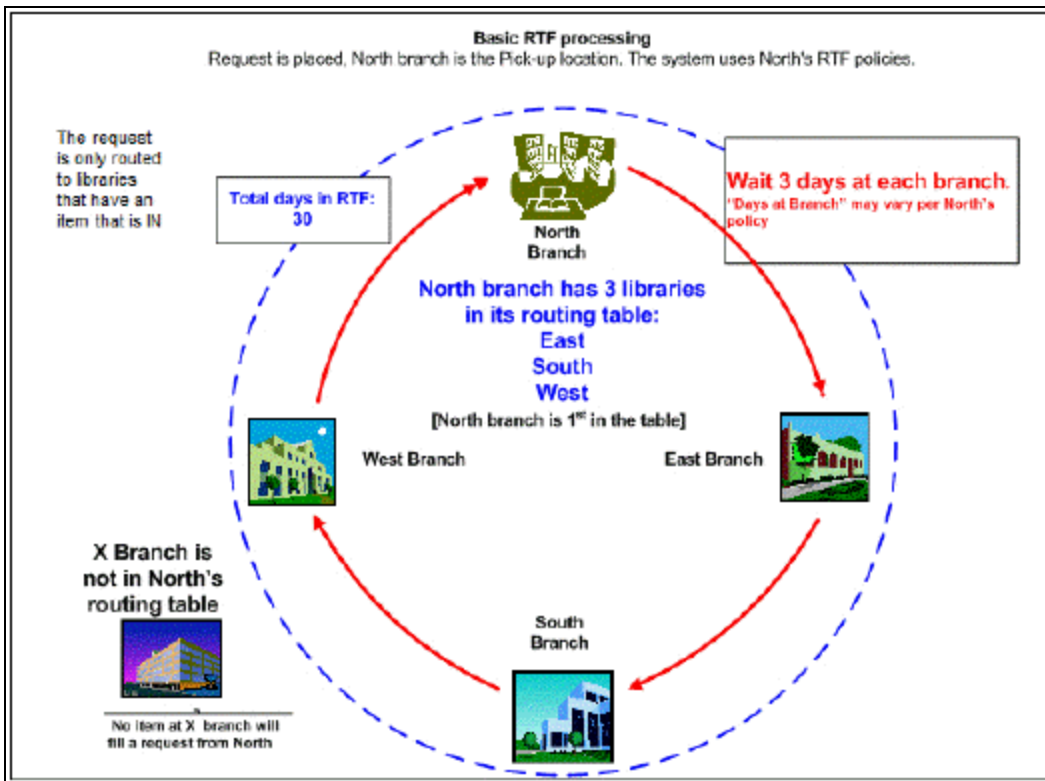 Basic RTF processing
Request is placed, North branch is the Pick-up location. The system uses North's RTF policies.
The request
is only routed
to libraries
that have an
item that is IN
Total days in RTF:
30
Wait 3 days at each branch.
"Days at Branch" may vary per North's
policy
North
Branch
North branch has 3 libraries
in its routing table:
East
South
West
[North branch is 1st in the table]
West Branch
East Branch
X Branch is
not in North's
routing table
South
Branch
No item at X branch will
fill a request from North